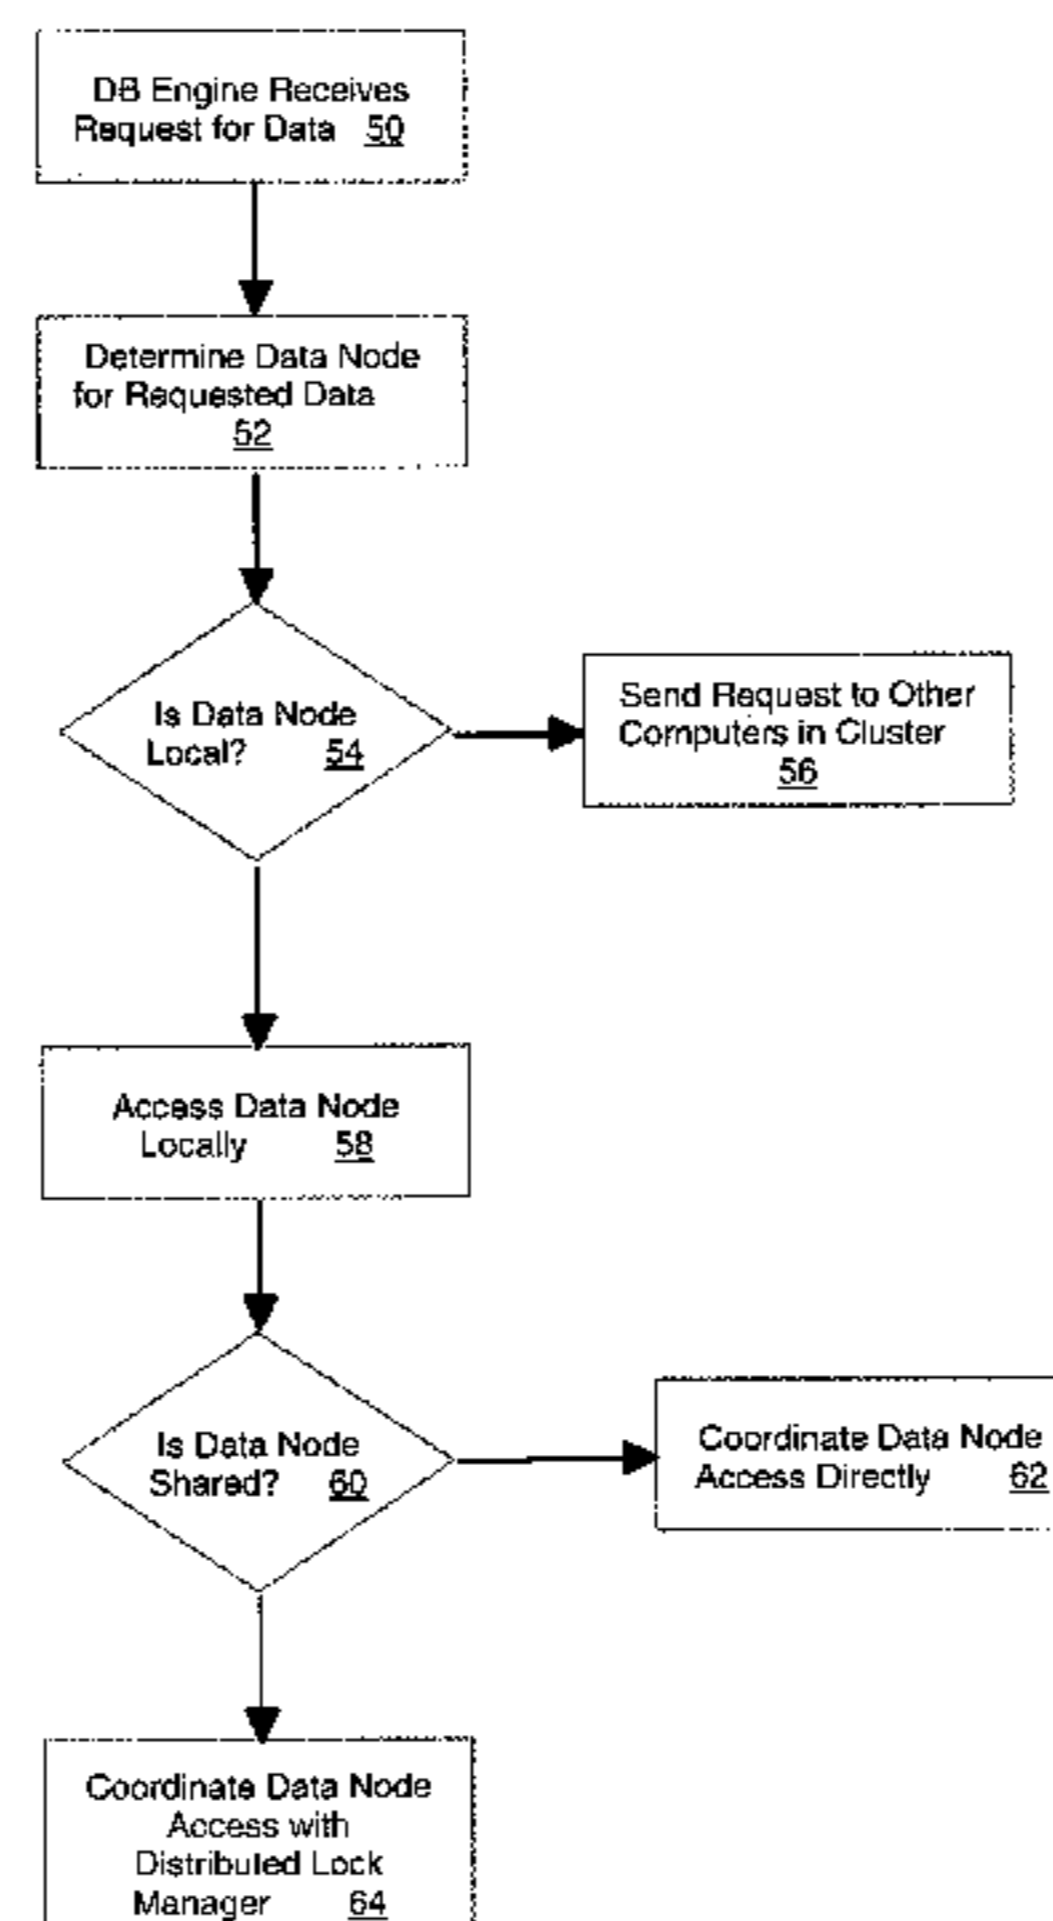 DB Engine Receives
Request for Data 50
Determine Data Node
for Requested Data
52
Is Data Node
Local? 54
Send Request to Other
Computers in Cluster
56
Access Data Node
Locally 58
Is Data Node
Shared? 60
Coordinate Data Node
Access Directly 62
Coordinate Data Node
Access with
Distributed Lock
Manager 64